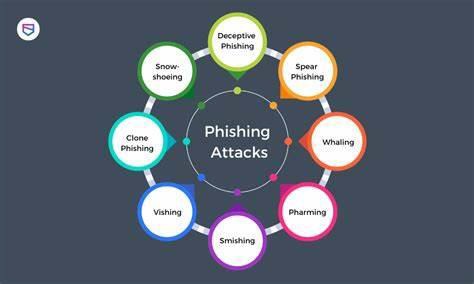 Deceptive
Phishing
Spear
Phishing
Whaling
Pharming
Smishing
Vishing
Clone
Phishing
Snow-
shoeing
Phishing
Attacks